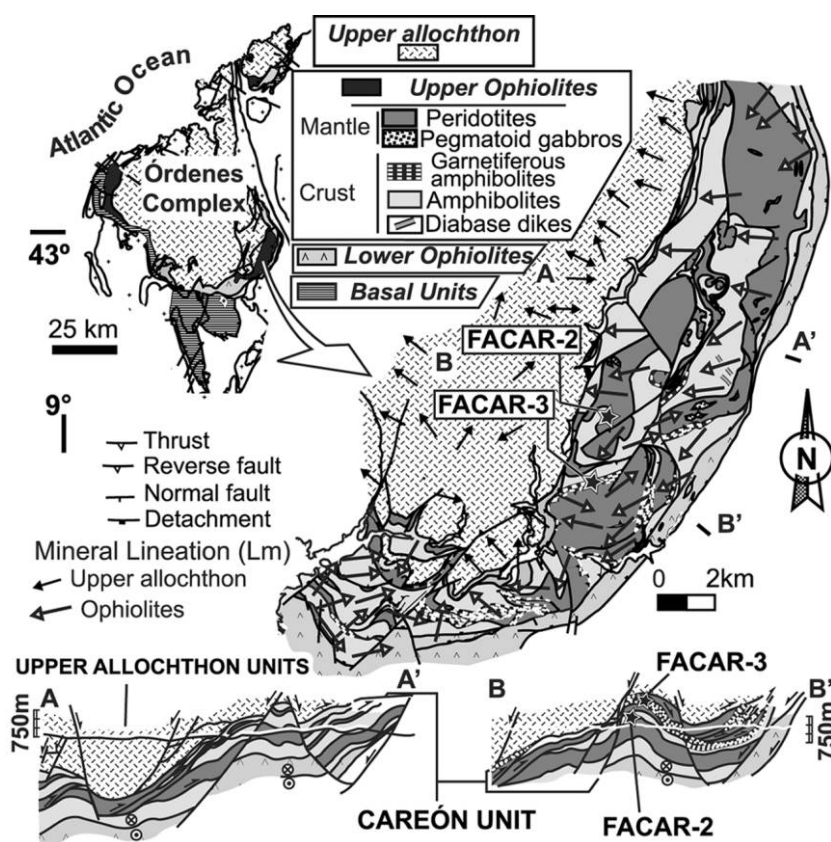 Upper allochthon
Upper Ophiolites
Mantle
Peridotites
Pegmatoid gabbros
Crust
Garnetiferous
amphibolites
Amphibolites
Diabase dikes
Lower Ophiolites
Basal Units
Atlantic Ocean
Órdenes
Complex
43º
25 km
9°
A
B
FACAR-2
FACAR-3
A'
B'
N
0 2km
Thrust
Reverse fault
Normal fault
Detachment
Mineral Lineation (Lm)
Upper allochthon
Ophiolites
UPPER ALLOCHTHON UNITS
A
A'
750m
B
B'
750m
FACAR-3
CAREÓN UNIT
FACAR-2